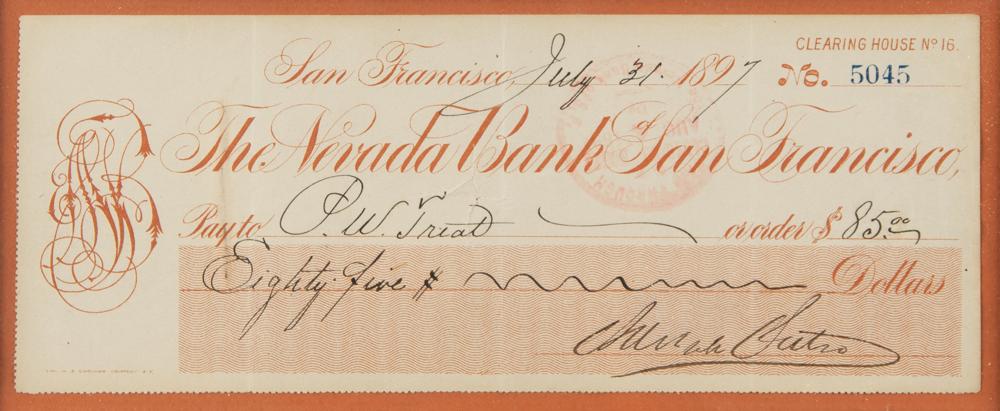 CLEARING HOUSE No 16.
San Francisco, July 31. 1897 No. 5045
The Nevada Bank of San Francisco,
Pay to P. W. Treat or order $ 85.00
Eighty five $ Dollars
Sutro